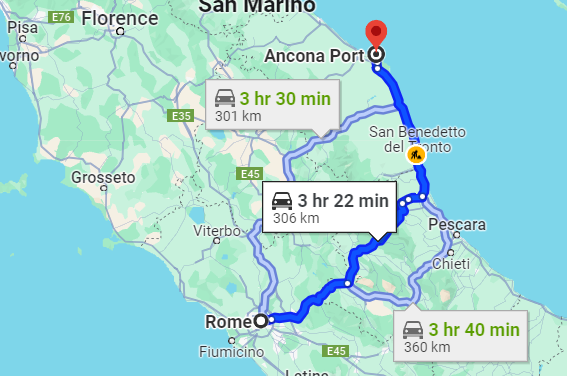 San Marino
E76
Florence
Pisa
vorno
Ancona Port
3 hr 30 min
301 km
E35
San Benedetto
del Tronto
Grosseto
E45
3 hr 22 min
306 km
Viterbo
Pescara
Chieti
Rome
Fiumicino
3 hr 40 min
360 km
E45